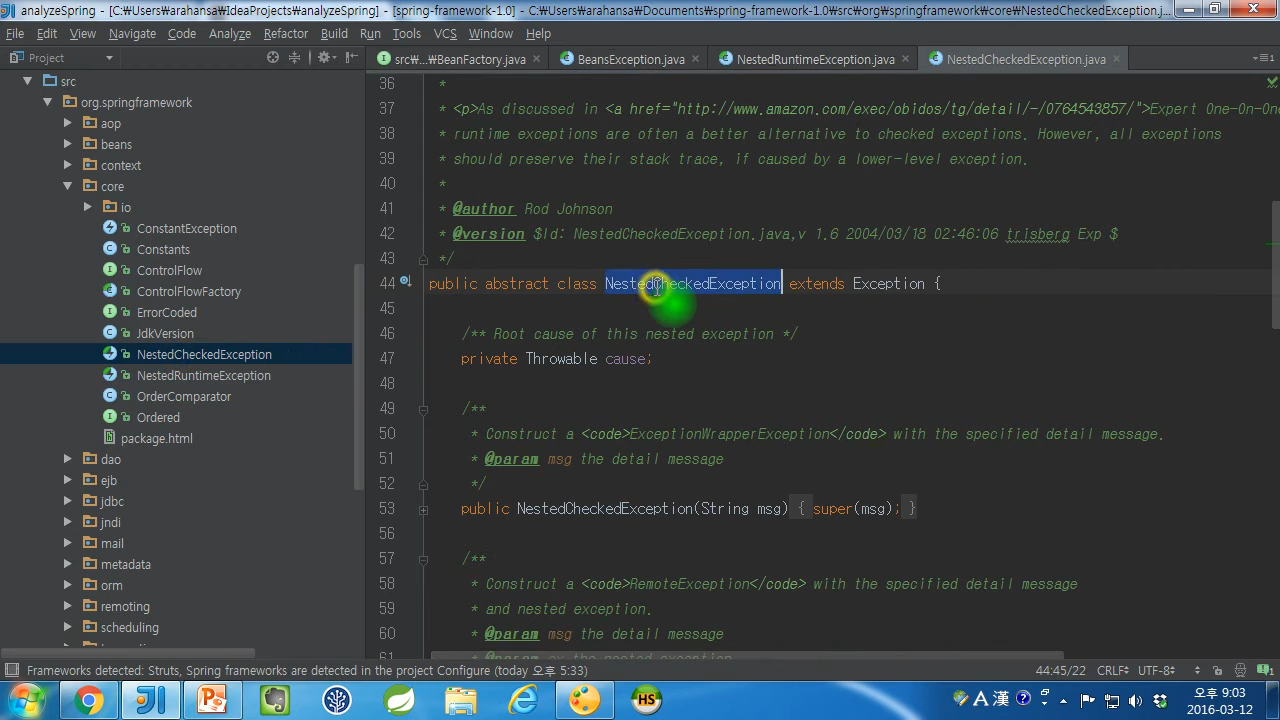 analyzeSpring - [C:₩Users₩arahansa₩IdeaProjects₩analyzeSpring] - [spring-framework-1.0] - C:₩Users₩arahansa₩Documents₩spring-framework-1.0₩src₩org₩springframework₩core₩NestedCheckedException.j...
File Edit View Navigate Code Analyze Refactor Build Run Tools VCS Window Help
Project
src₩...₩BeanFactory.java BeansException.java NestedRuntimeException.java NestedCheckedException.java
src
org.springframework
aop
beans
context
core
io
ConstantException
Constants
ControlFlow
ControlFlowFactory
ErrorCoded
JdkVersion
NestedCheckedException
NestedRuntimeException
OrderComparator
Ordered
package.html
dao
ejb
jdbc
jndi
mail
metadata
orm
remoting
scheduling
36 *
37 * <p>As discussed in <a href="http://www.amazon.com/exec/obidos/tg/detail/-/0764543857/">Expert One-On-One
38 * runtime exceptions are often a better alternative to checked exceptions. However, all exceptions
39 * should preserve their stack trace, if caused by a lower-level exception.
40 *
41 * @author Rod Johnson
42 * @version $Id: NestedCheckedException.java,v 1.6 2004/03/18 02:46:06 trisberg Exp $
43 */
44 public abstract class NestedCheckedException extends Exception {
45
46 /** Root cause of this nested exception */
47 private Throwable cause;
48
49 /**
50 * Construct a <code>ExceptionWrapperException</code> with the specified detail message.
51 * @param msg the detail message
52 */
53 public NestedCheckedException(String msg) { super(msg); }
56
57 /**
58 * Construct a <code>RemoteException</code> with the specified detail message
59 * and nested exception.
60 * @param msg the detail message
61 * @param ex the nested exception
Frameworks detected: Struts, Spring frameworks are detected in the project Configure (today 오후 5:33) 44:45/22 CRLF UTF-8
A 漢
오후 9:03
2016-03-12
HS